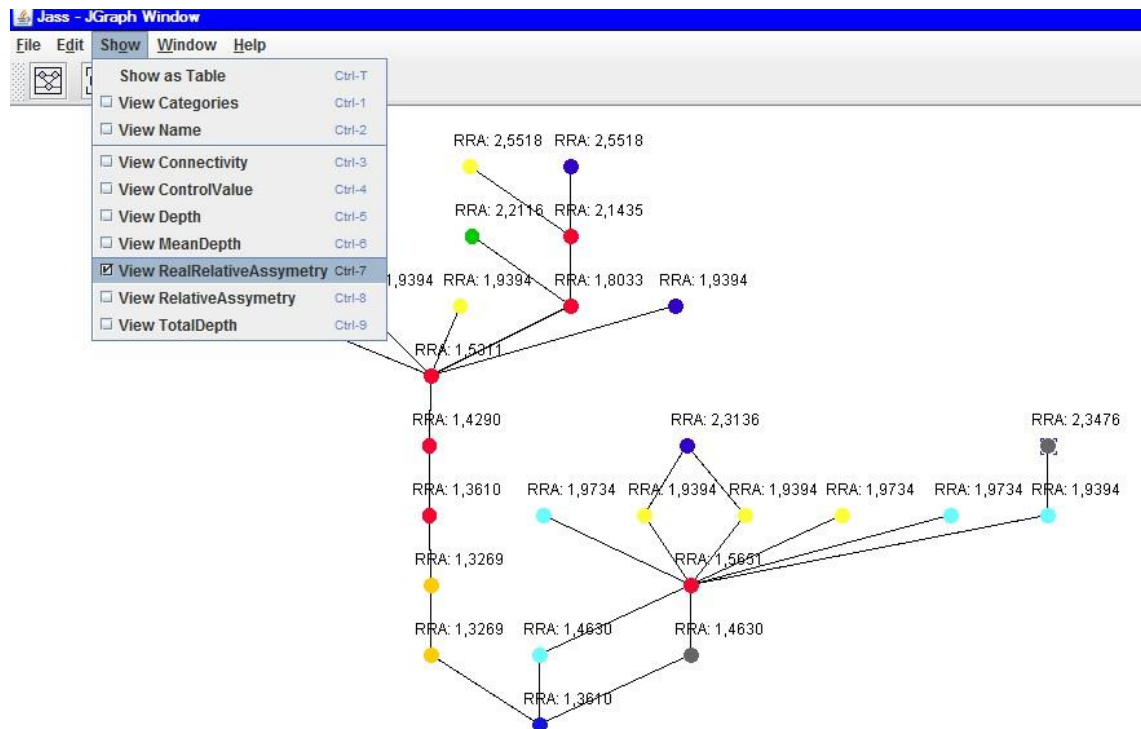 Jass - JGraph Window
File Edit Show Window Help
Show as Table Ctrl-T
View Categories Ctrl-1
View Name Ctrl-2
View Connectivity Ctrl-3
View ControlValue Ctrl-4
View Depth Ctrl-5
View MeanDepth Ctrl-6
View RealRelativeAssymetry Ctrl-7
View RelativeAssymetry Ctrl-8
View TotalDepth Ctrl-9
RRA: 2,5518 RRA: 2,5518
RRA: 2,2116 RRA: 2,1435
1,9394 RRA: 1,9394 RRA: 1,8033 RRA: 1,9394
RRA: 1,5311
RRA: 1,4290 RRA: 2,3136 RRA: 2,3476
RRA: 1,3610 RRA: 1,9734 RRA: 1,9394 RRA: 1,9394 RRA: 1,9734 RRA: 1,9734 RRA: 1,9394
RRA: 1,3269 RRA: 1,5651
RRA: 1,3269 RRA: 1,4630 RRA: 1,4630
RRA: 1,3610